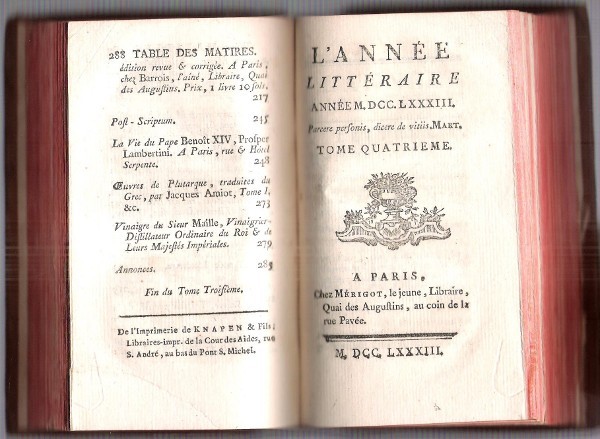 288 TABLE DES MATIRES.
édition revue & corrigée. A Paris,
chez Barrois, l'aîné, Libraire, Quai
des Augustins. Prix, 1 livre 10 sols.
217
Post-Scriptum. 245
La Vie du Pape Benoît XIV, Prosper
Lambertini. A Paris, rue & Hôtel
Serpente. 248
Œuvres de Plutarque, traduites du
Grec, par Jacques Amiot, Tome I,
&c. 273
Vinaigre du Sieur Maille, Vinaigrier-
Distillateur Ordinaire du Roi & de
Leurs Majestés Impériales. 279
Annonces. 285
Fin du Tome Troisième.
De l'Imprimerie de KNAPEN & Fils,
Libraires-impr. de la Cour des Aides, rue
S. André, au bas du Pont S. Michel.
L'ANNÉE
LITTÉRAIRE
ANNÉE M. DCC. LXXXIII.
Parcere personis, dicere de vitiis. MART.
TOME QUATRIEME.
A PARIS,
Chez MÉRIGOT, le jeune, Libraire,
Quai des Augustins, au coin de la
rue Pavée.
M. DCC. LXXXIII.